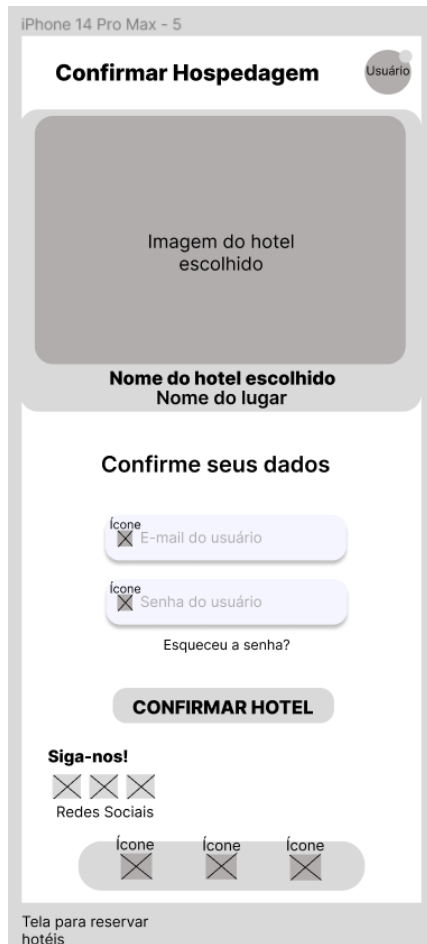 iPhone 14 Pro Max - 5
Confirmar Hospedagem
Usuário
Imagem do hotel
escolhido
Nome do hotel escolhido
Nome do lugar
Confirme seus dados
Ícone
E-mail do usuário
Ícone
Senha do usuário
Esqueceu a senha?
CONFIRMAR HOTEL
Siga-nos!
Redes Sociais
Ícone Ícone Ícone
Tela para reservar
hotéis